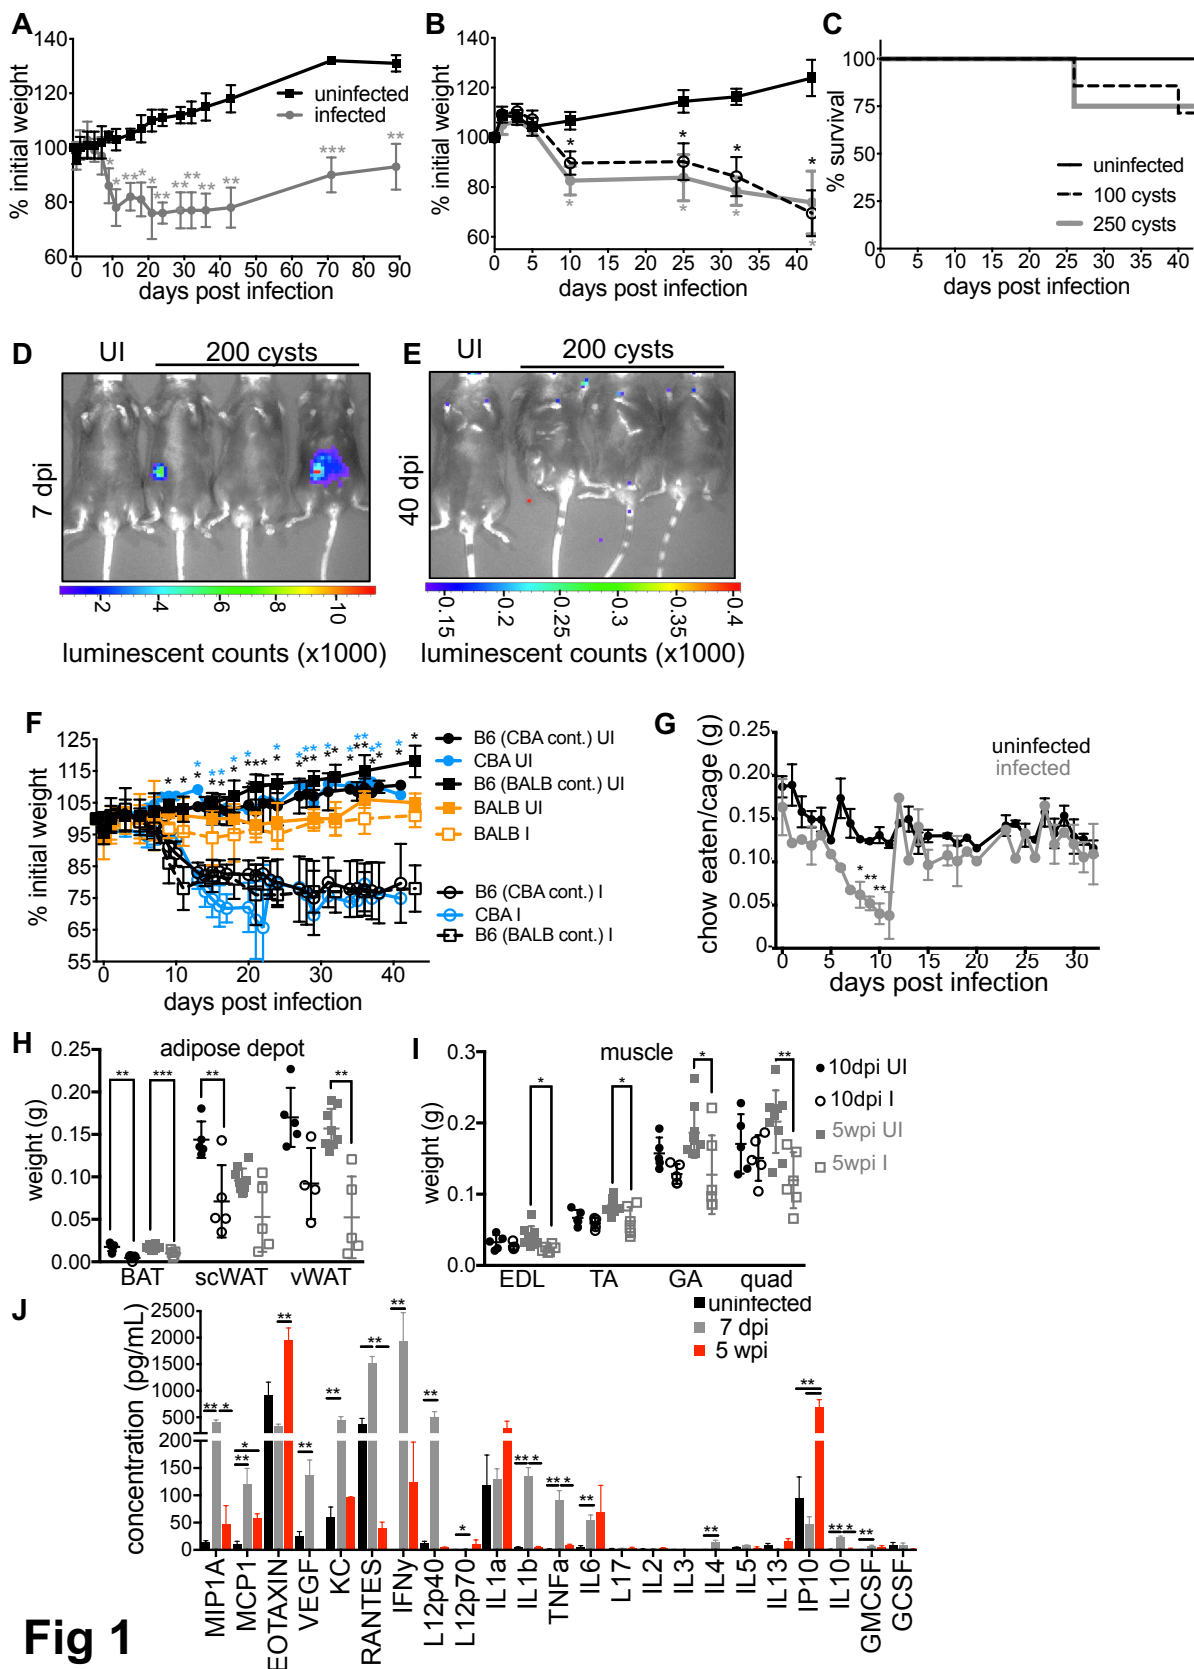 A
% initial weight
140
120
100
80
60
0 10 20 30 40 50 60 70 80 90
days post infection
uninfected
infected
* * ** * * ** ** ** ** ** *** **
B
% initial weight
140
120
100
80
60
0 5 10 15 20 25 30 35 40
days post infection
* * * *
* * * *
C
% survival
100
75
50
25
0
0 5 10 15 20 25 30 35 40
days post infection
uninfected
100 cysts
250 cysts
D
UI 200 cysts
7 dpi
2 4 6 8 10
luminescent counts (x1000)
E
UI 200 cysts
40 dpi
0.15 0.2 0.25 0.3 0.35 0.4
luminescent counts (x1000)
F
% initial weight
125
115
105
95
85
75
65
55
0 10 20 30 40
days post infection
B6 (CBA cont.) UI
CBA UI
B6 (BALB cont.) UI
BALB UI
BALB I
B6 (CBA cont.) I
CBA I
B6 (BALB cont.) I
G
chow eaten/cage (g)
0.25
0.20
0.15
0.10
0.05
0
0 5 10 15 20 25 30
days post infection
uninfected
infected
* ** **
H
adipose depot
weight (g)
0.25
0.20
0.15
0.10
0.05
0.00
** *** ** **
BAT scWAT vWAT
I
muscle
weight (g)
0.3
0.2
0.1
0.0
* * * **
EDL TA GA quad
10dpi UI
10dpi I
5wpi UI
5wpi I
J
concentration (pg/mL)
2500
2000
1500
1000
500
200
150
100
50
0
uninfected
7 dpi
5 wpi
MIP1A
MCP1
EOTAXIN
VEGF
KC
RANTES
IFNy
L12p40
L12p70
IL1a
IL1b
TNFa
IL6
L17
IL2
IL3
IL4
IL5
IL13
IP10
IL10
GMCSF
GCSF
Fig 1